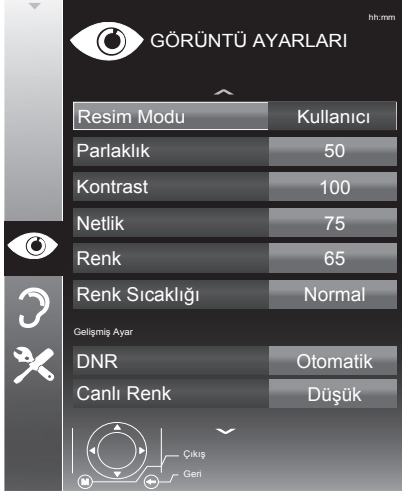 hh:mm
GÖRÜNTÜ AYARLARI
Resim Modu Kullanıcı
Parlaklık 50
Kontrast 100
Netlik 75
Renk 65
Renk Sıcaklığı Normal
Gelişmiş Ayar
DNR Otomatik
Canlı Renk Düşük
Çıkış
M Geri